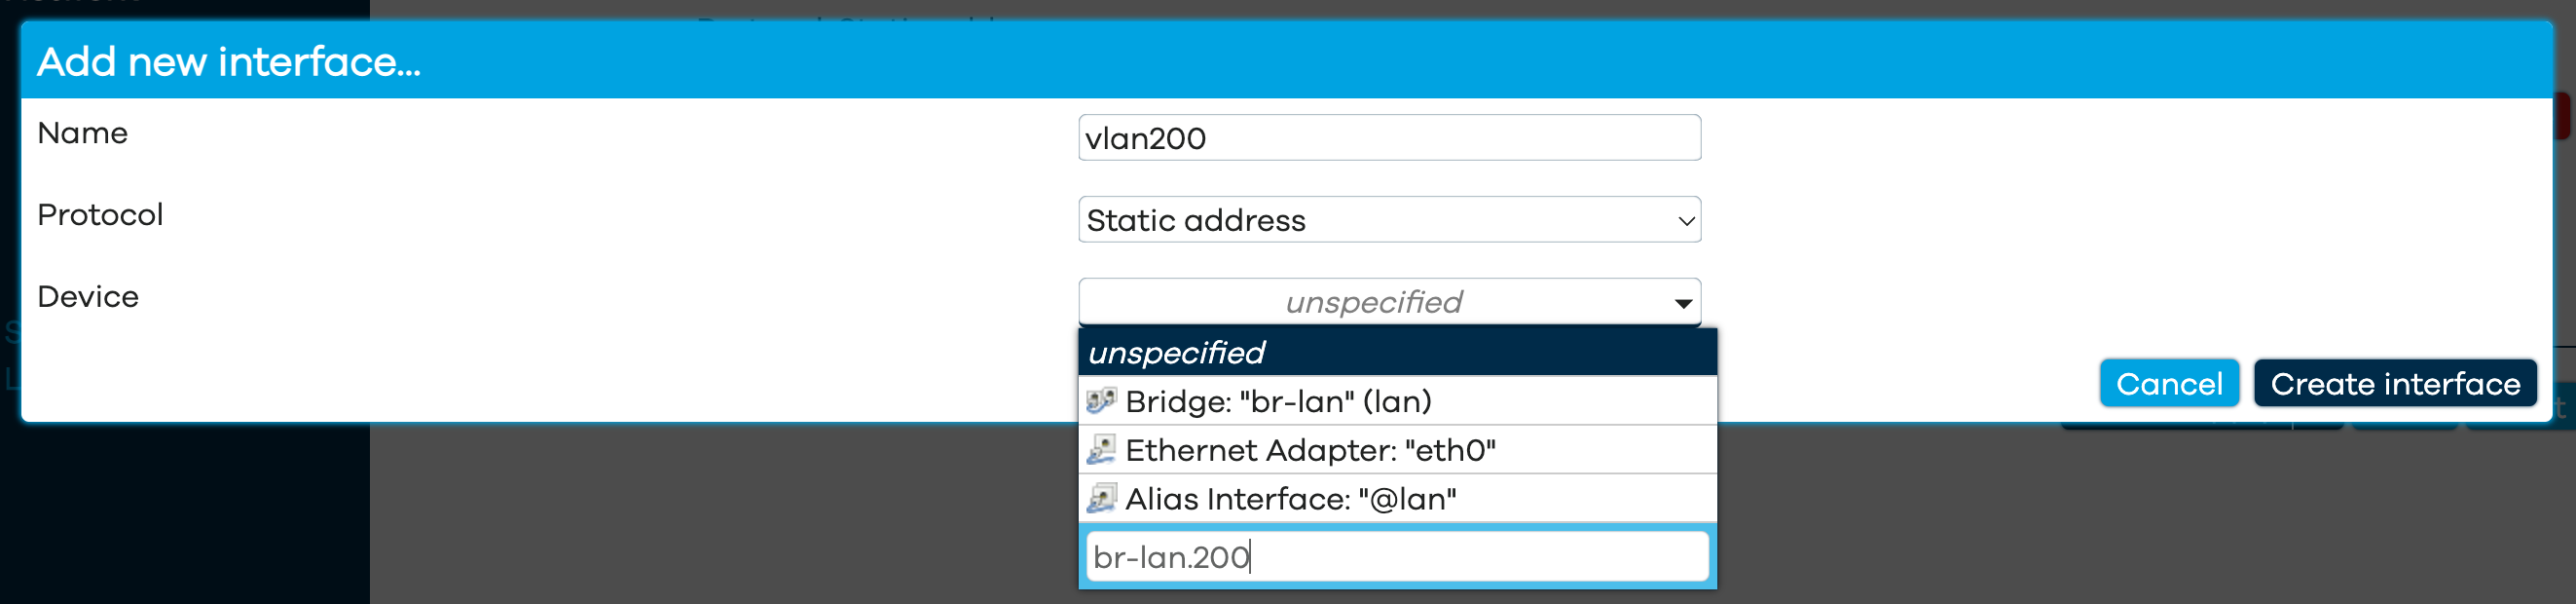 Add new interface...
Name
vlan200
Protocol
Static address
Device
unspecified
unspecified
Bridge: "br-lan" (lan)
Ethernet Adapter: "eth0"
Alias Interface: "@lan"
br-lan.200
Cancel
Create interface